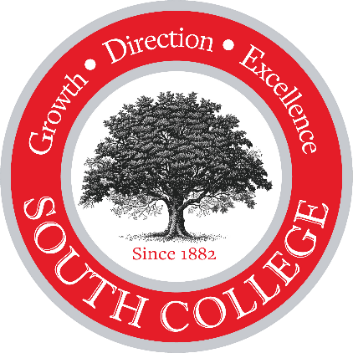 Growth • Direction • Excellence
Since 1882
SOUTH COLLEGE